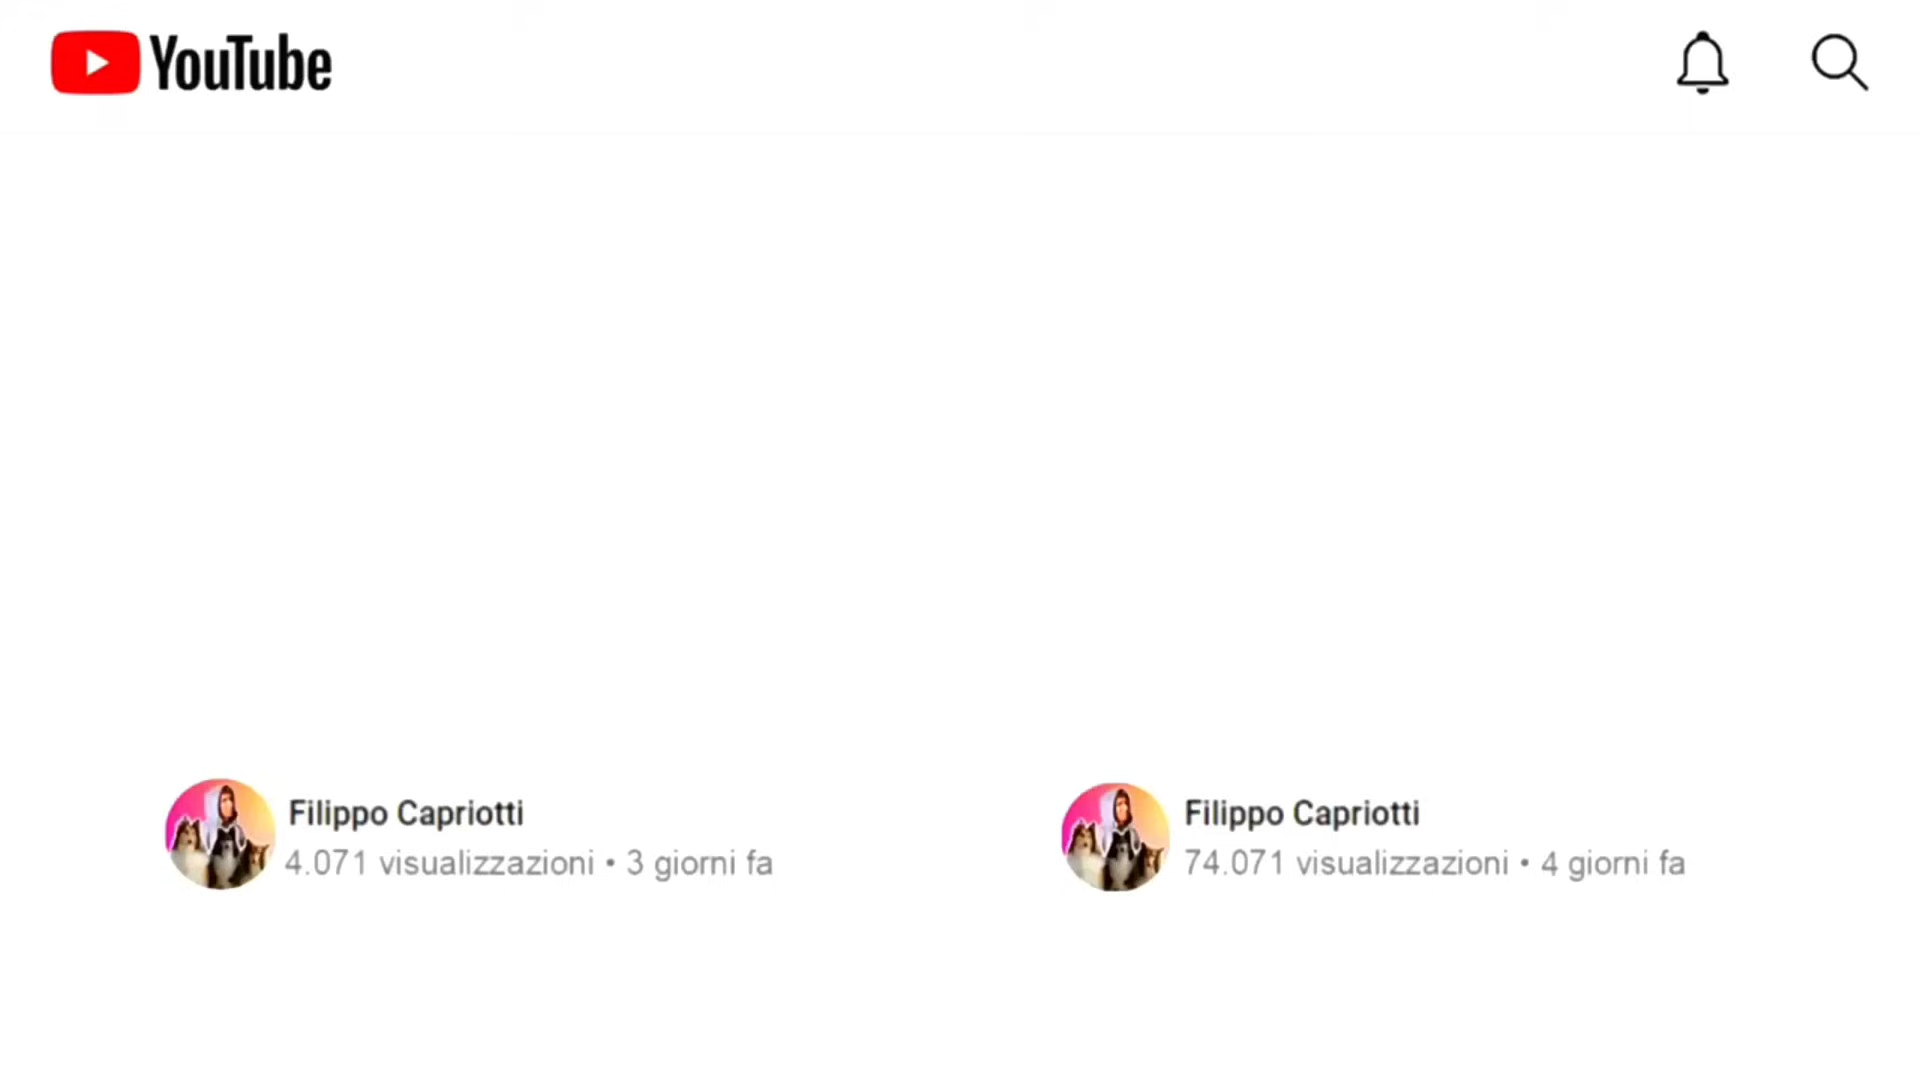 YouTube
Filippo Capriotti
4.071 visualizzazioni • 3 giorni fa
Filippo Capriotti
74.071 visualizzazioni • 4 giorni fa